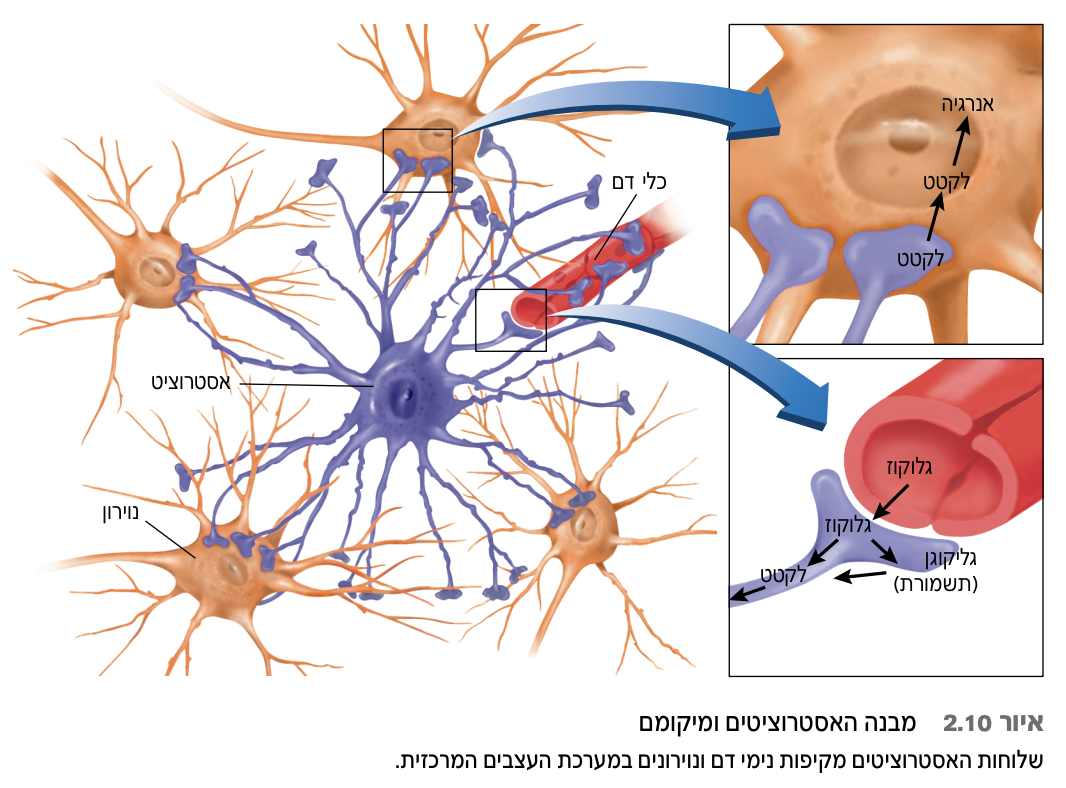 אנרגיה
לקטט
לקטט
כלי דם
אסטרוציט
נוירון
גלוקוז
גלוקוז
לקטט
גליקוגן
(תשמורת)
איור 2.10 מבנה האסטרוציטים ומיקומם
שלוחות האסטרוציטים מקיפות נימי דם ונוירונים במערכת העצבים המרכזית.